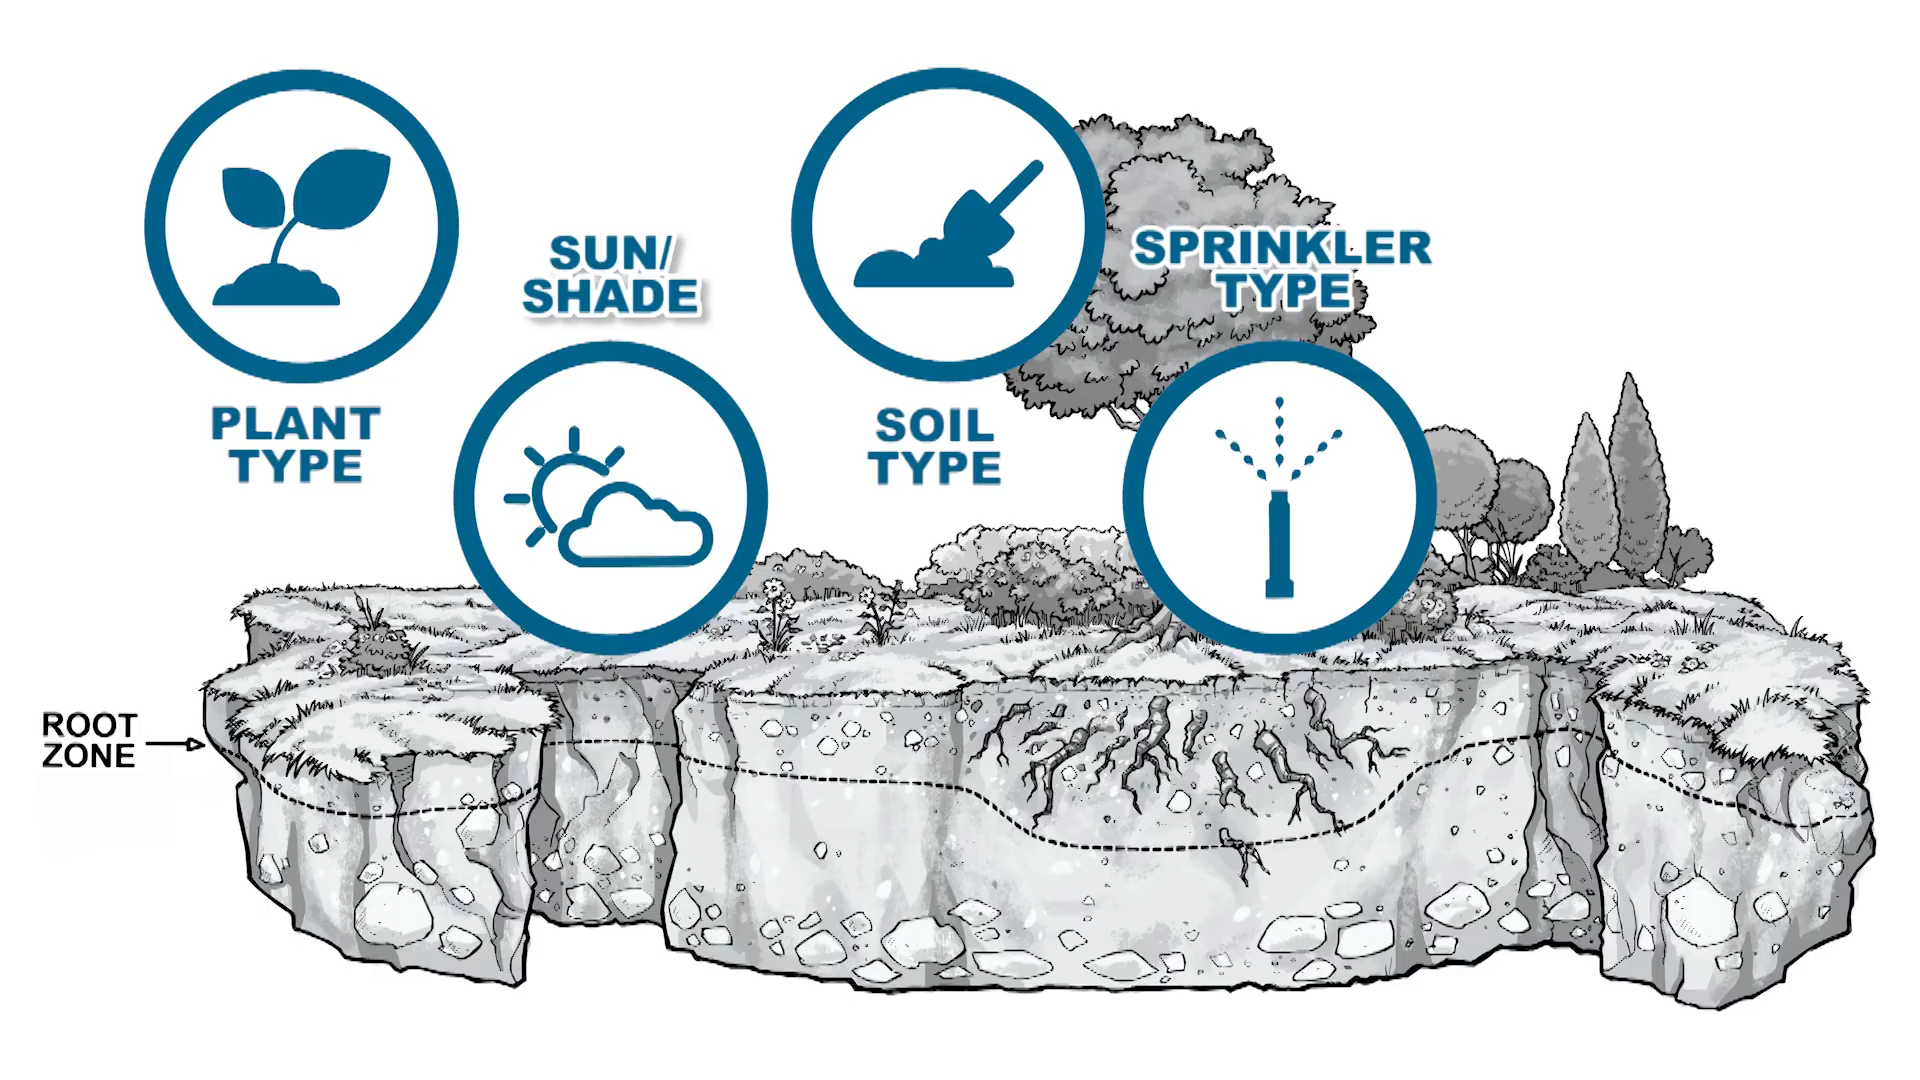 PLANT
TYPE
SUN/
SHADE
SOIL
TYPE
SPRINKLER
TYPE
ROOT
ZONE